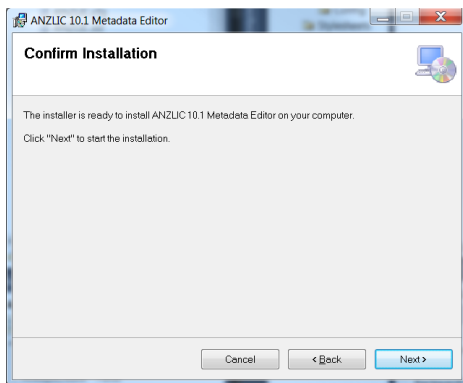 ANZLIC 10.1 Metadata Editor
Confirm Installation
The installer is ready to install ANZLIC 10.1 Metadata Editor on your computer.
Click "Next" to start the installation.
Cancel
< Back
Next >